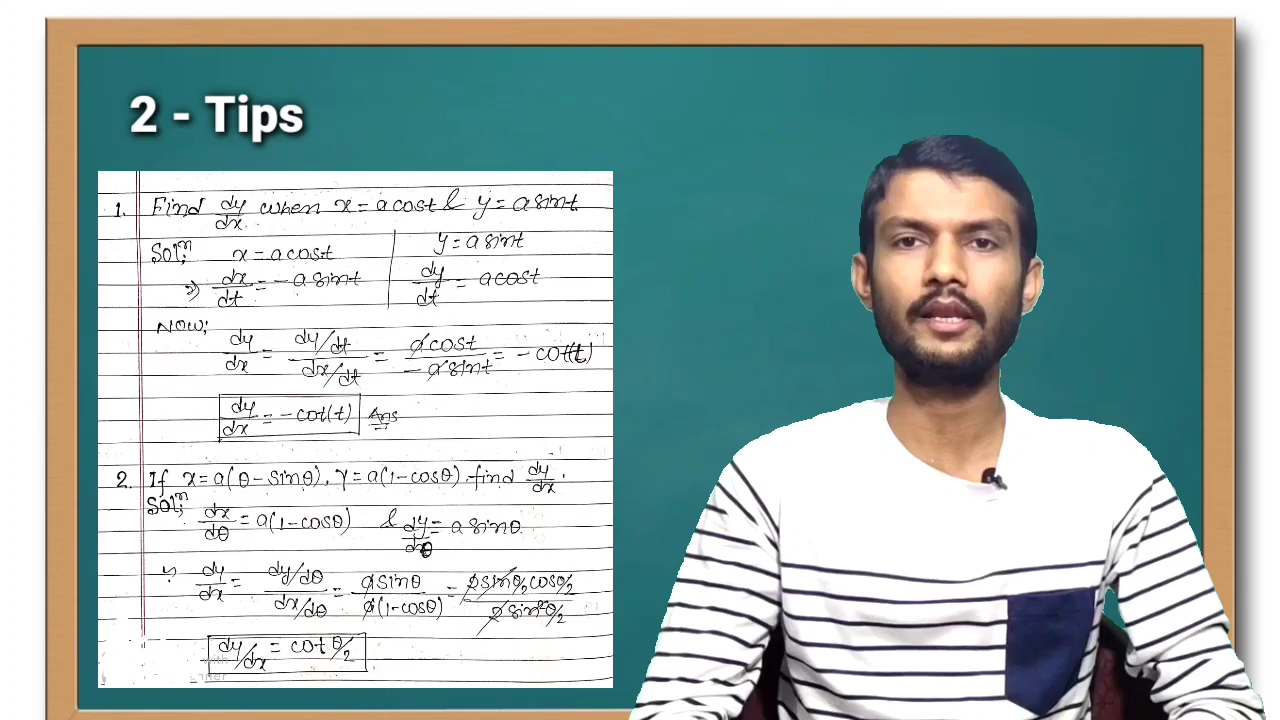 2 - Tips
1. Find dy/dx when x = a cost & y = a sint
Solⁿ: x = a cost | y = a sint
⇒) dx/dt = - a sint | dy/dt = a cost
Now;
dy/dx = (dy/dt)/(dx/dt) = (a cost)/(-a sint) = - cot(t)
dy/dx = - cot(t) Ans
2. If x = a(θ - sinθ), y = a(1 - cosθ) find dy/dx.
Solⁿ: dx/dθ = a(1 - cosθ) & dy/dθ = a sinθ
dy/dx = (dy/dθ)/(dx/dθ) = (a sinθ)/(a(1 - cosθ)) = (2 sinθ/2 cosθ/2)/(2 sin²θ/2)
dy/dx = cot θ/2